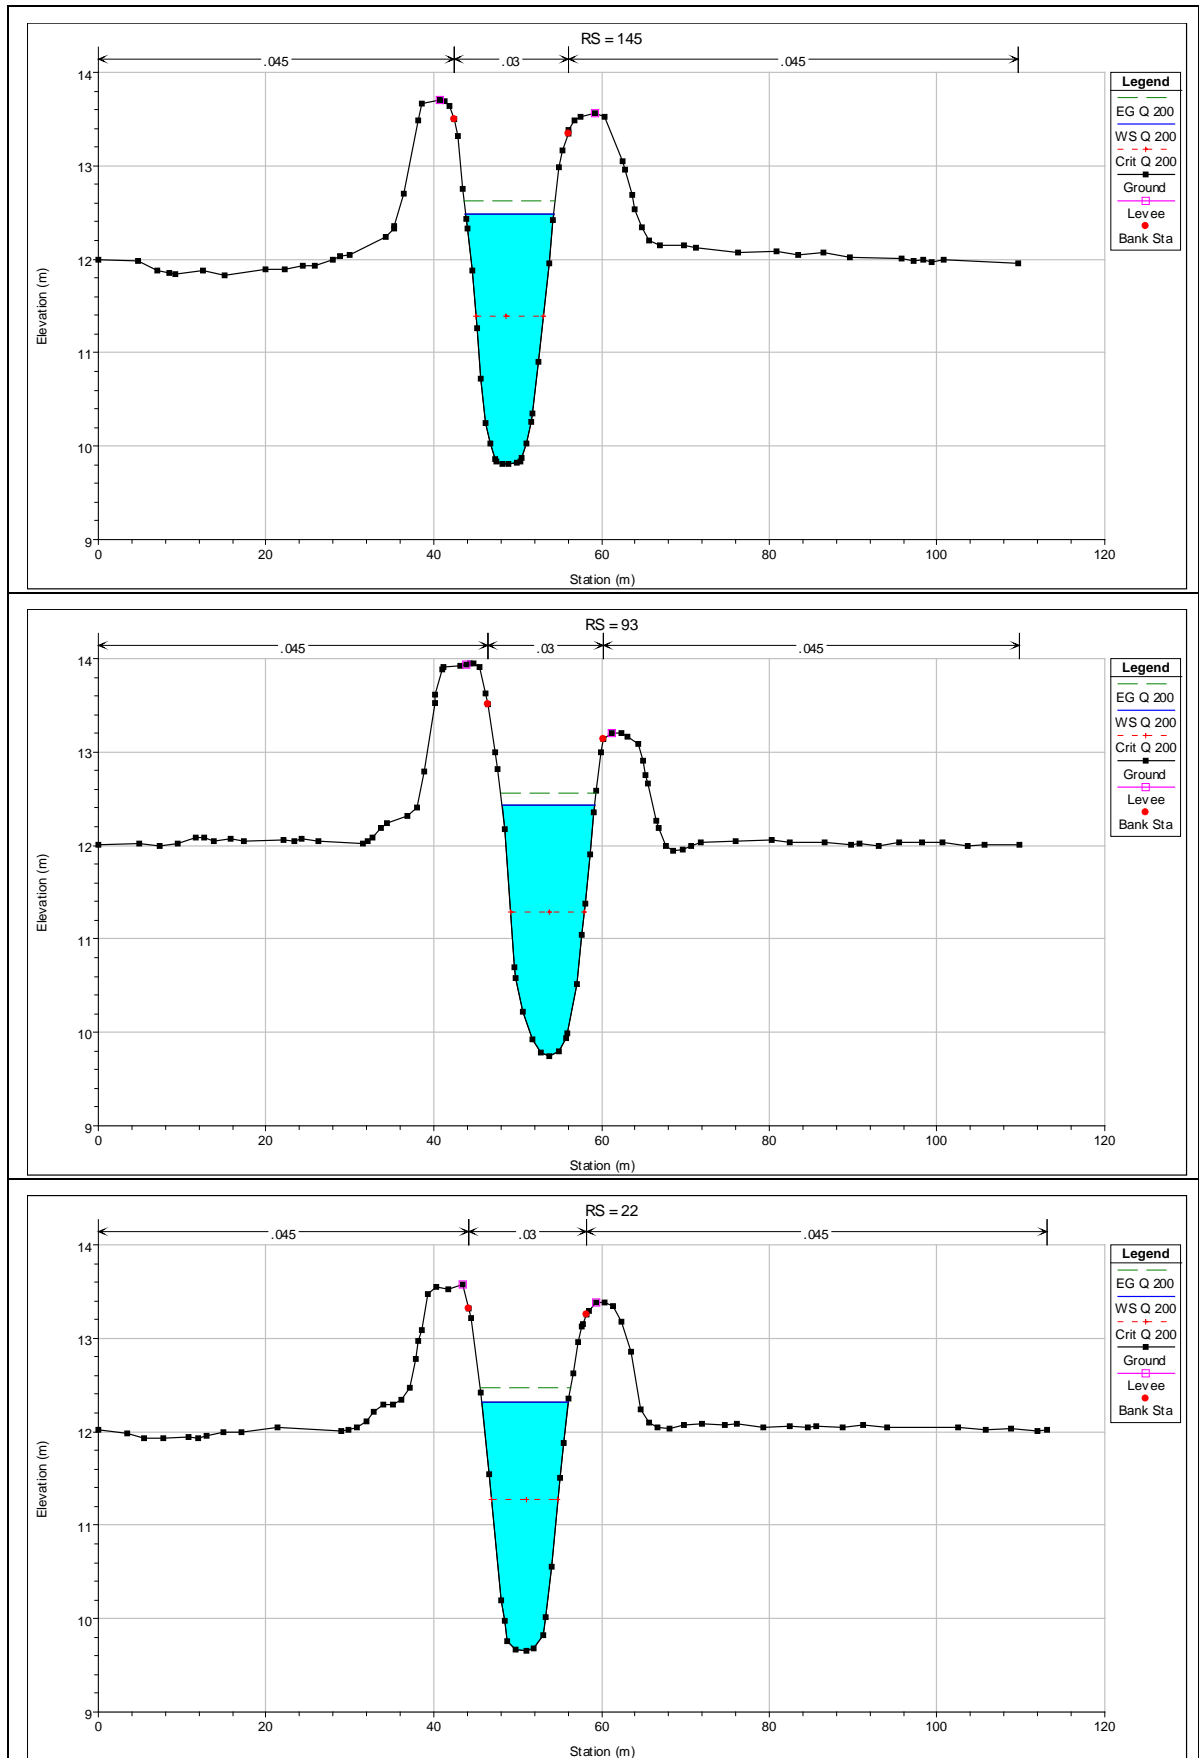 RS = 145
.045 .03 .045
14
13
12
11
10
9
Elevation (m)
0 20 40 60 80 100 120
Station (m)
Legend
EG Q 200
WS Q 200
Crit Q 200
Ground
Levee
Bank Sta
RS = 93
.045 .03 .045
14
13
12
11
10
9
Elevation (m)
0 20 40 60 80 100 120
Station (m)
Legend
EG Q 200
WS Q 200
Crit Q 200
Ground
Levee
Bank Sta
RS = 22
.045 .03 .045
14
13
12
11
10
9
Elevation (m)
0 20 40 60 80 100 120
Station (m)
Legend
EG Q 200
WS Q 200
Crit Q 200
Ground
Levee
Bank Sta